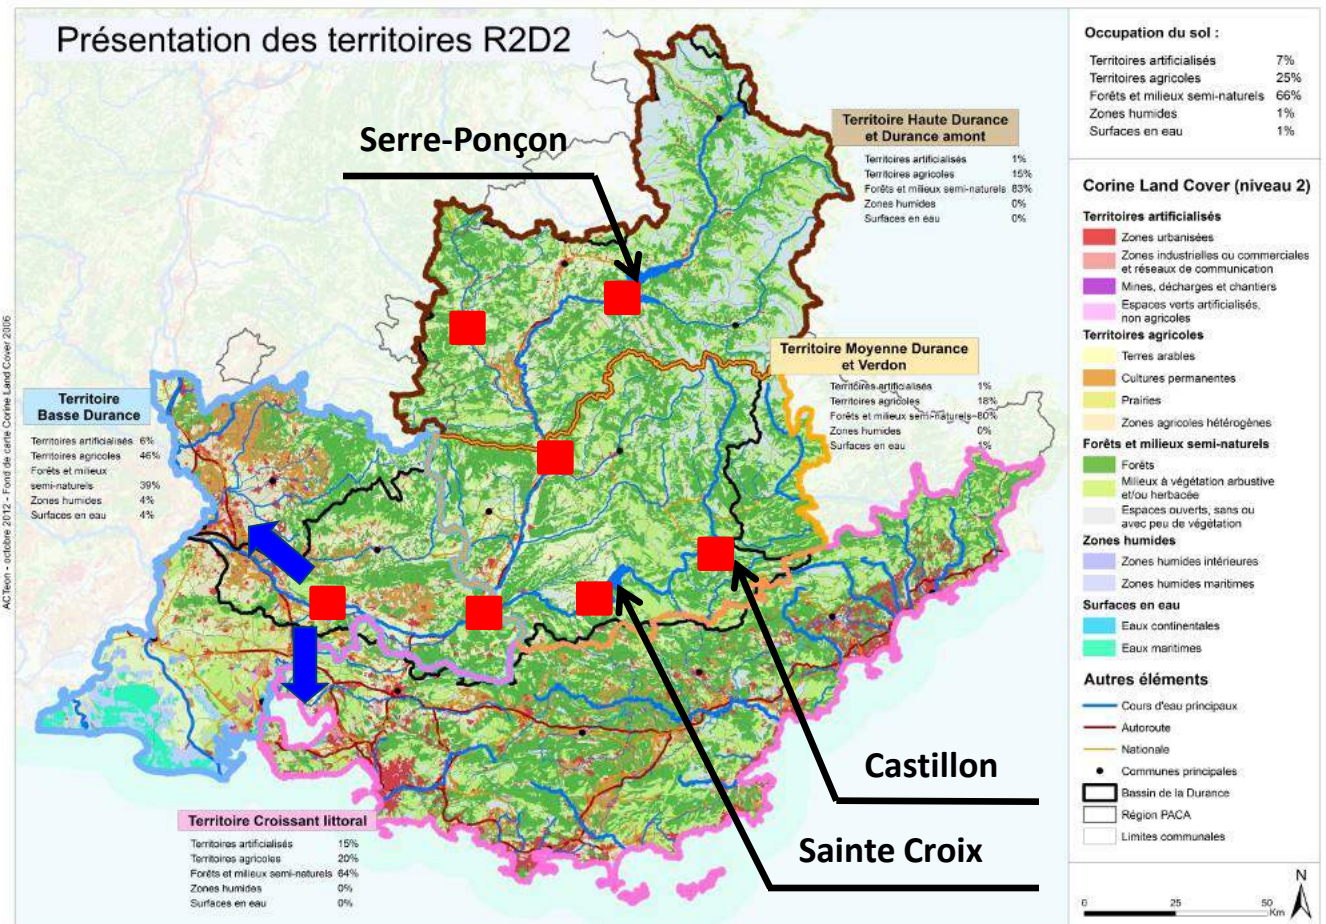 Présentation des territoires R2D2
Serre-Ponçon
Territoire Haute Durance
et Durance amont
Territoires artificialisés 1%
Territoires agricoles 15%
Forêts et milieux semi-naturels 83%
Zones humides 0%
Surfaces en eau 0%
Territoire Moyenne Durance
et Verdon
Territoires artificialisés 1%
Territoires agricoles 18%
Forêts et milieux semi-naturels 80%
Zones humides 0%
Surfaces en eau 1%
Territoire
Basse Durance
Territoires artificialisés 6%
Territoires agricoles 46%
Forêts et milieux
semi-naturels 39%
Zones humides 4%
Surfaces en eau 4%
Castillon
Sainte Croix
Territoire Croissant littoral
Territoires artificialisés 15%
Territoires agricoles 20%
Forêts et milieux semi-naturels 64%
Zones humides 0%
Surfaces en eau 0%
ACTeon - octobre 2012 - Fond de carte Corine Land Cover 2006
Occupation du sol :
Territoires artificialisés 7%
Territoires agricoles 25%
Forêts et milieux semi-naturels 66%
Zones humides 1%
Surfaces en eau 1%
Corine Land Cover (niveau 2)
Territoires artificialisés
Zones urbanisées
Zones industrielles ou commerciales
et réseaux de communication
Mines, décharges et chantiers
Espaces verts artificialisés,
non agricoles
Territoires agricoles
Terres arables
Cultures permanentes
Prairies
Zones agricoles hétérogènes
Forêts et milieux semi-naturels
Forêts
Milieux à végétation arbustive
et/ou herbacée
Espaces ouverts, sans ou
avec peu de végétation
Zones humides
Zones humides intérieures
Zones humides maritimes
Surfaces en eau
Eaux continentales
Eaux maritimes
Autres éléments
Cours d'eau principaux
Autoroute
Nationale
Communes principales
Bassin de la Durance
Région PACA
Limites communales
N
0 25 50
Km